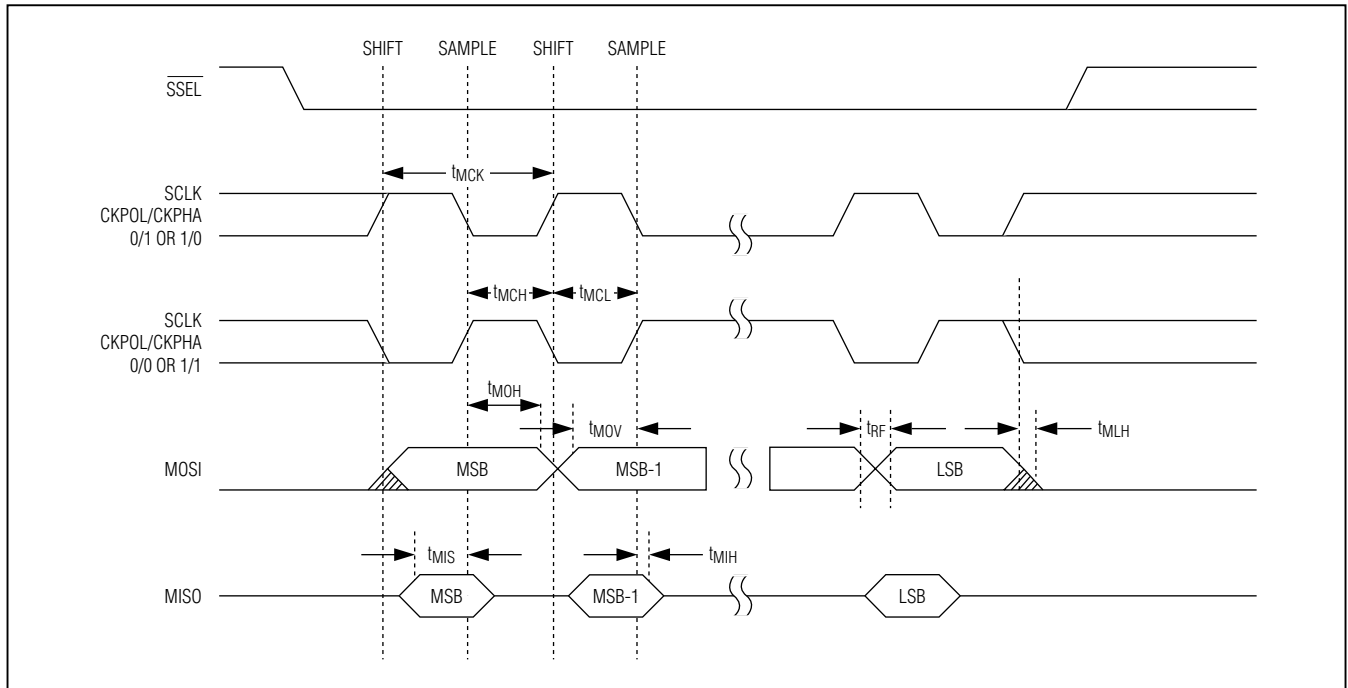 SHIFT SAMPLE SHIFT SAMPLE
SSEL
tMCK
SCLK
CKPOL/CKPHA
0/1 OR 1/0
tMCH tMCL
SCLK
CKPOL/CKPHA
0/0 OR 1/1
tMOH
tMOV tRF tMLH
MOSI MSB MSB-1 LSB
tMIS tMIH
MISO MSB MSB-1 LSB